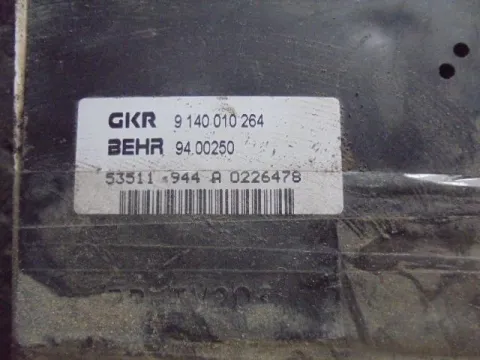 GKR 9 140 010 264
BEHR 94.00250
53511 944 A 0226478